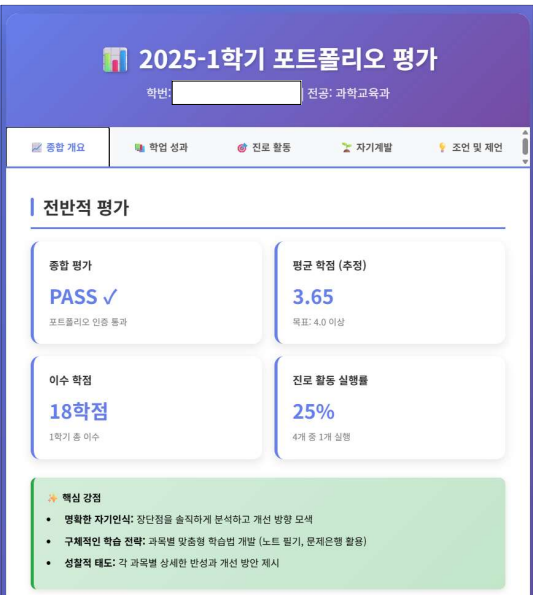 📊 2025-1학기 포트폴리오 평가
학번: | 전공: 과학교육과
📈 종합 개요
📚 학업 성과
🎯 진로 활동
🌱 자기계발
💡 조언 및 제언
전반적 평가
종합 평가
PASS ✓
포트폴리오 인증 통과
평균 학점 (추정)
3.65
목표: 4.0 이상
이수 학점
18학점
1학기 총 이수
진로 활동 실행률
25%
4개 중 1개 실행
✨ 핵심 강점
• 명확한 자기인식: 장단점을 솔직하게 분석하고 개선 방향 모색
• 구체적인 학습 전략: 과목별 맞춤형 학습법 개발 (노트 필기, 문제은행 활용)
• 성찰적 태도: 각 과목별 상세한 반성과 개선 방안 제시